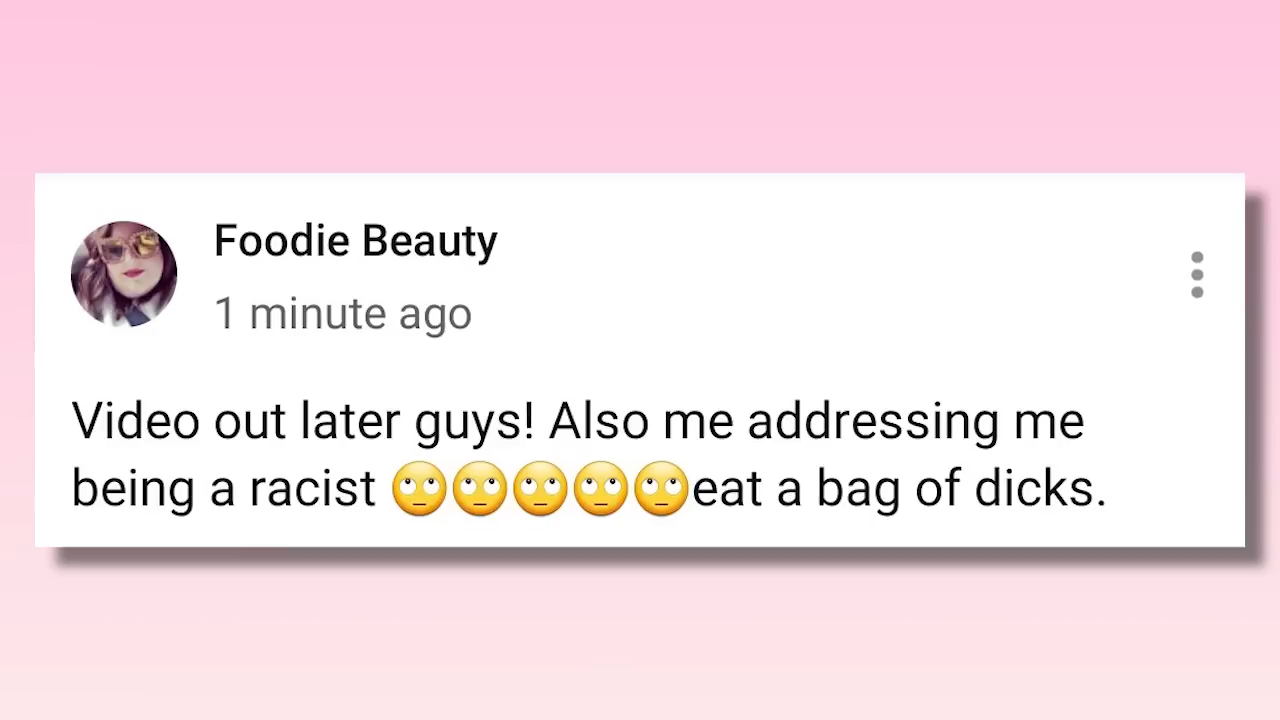 Foodie Beauty
1 minute ago
Video out later guys! Also me addressing me
being a racist 🙄🙄🙄🙄🙄eat a bag of dicks.